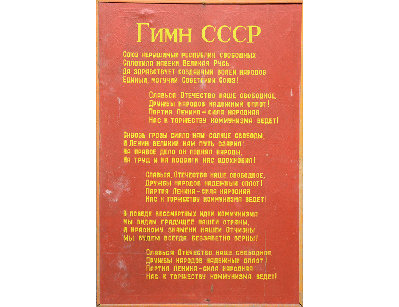 Гимн СССР
Союз нерушимый республик свободных
Сплотила навеки Великая Русь.
Да здравствует созданный волей народов
Единый, могучий Советский Союз!
Славься, Отечество наше свободное,
Дружбы народов надежный оплот!
Партия Ленина-сила народная
Нас к торжеству коммунизма ведет!
Сквозь грозы сияло нам солнце свободы,
И Ленин великий нам путь озарил:
На правое дело он поднял народы,
На труд и на подвиги нас вдохновил!
Славься, Отечество наше свободное,
Дружбы народов надежный оплот!
Партия Ленина-сила народная
Нас к торжеству коммунизма ведет!
В победе бессмертных идей коммунизма
Мы видим грядущее нашей страны,
И Красному знамени нашей Отчизны
Мы будем всегда беззаветно верны!
Славься, Отечество наше свободное,
Дружбы народов надежный оплот!
Партия Ленина-сила народная
Нас к торжеству коммунизма ведет!